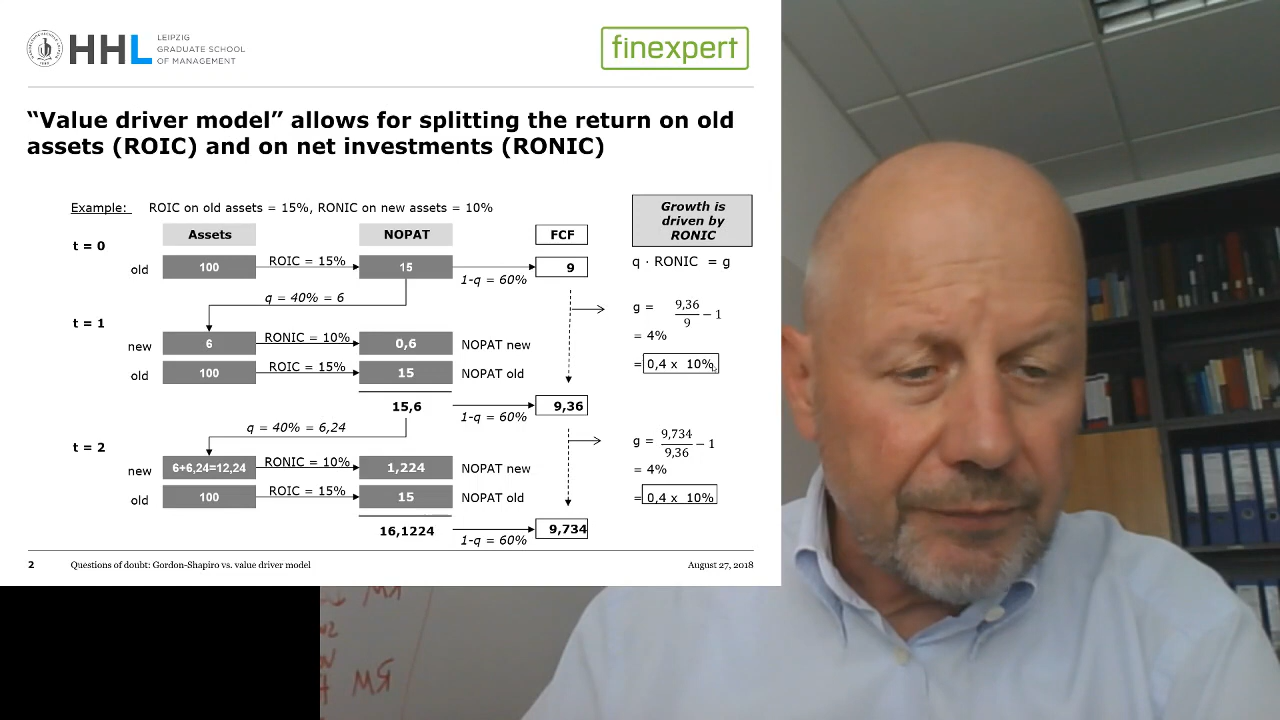 HHL
LEIPZIG
GRADUATE SCHOOL
OF MANAGEMENT
finexpert
“Value driver model” allows for splitting the return on old
assets (ROIC) and on net investments (RONIC)
Example: ROIC on old assets = 15%, RONIC on new assets = 10%
Growth is
driven by
RONIC
Assets NOPAT FCF
t = 0
old 100 ROIC = 15% 15 1-q = 60% 9
q · RONIC = g
q = 40% = 6
g = 9,36/9 − 1
= 4%
= 0,4 x 10%
t = 1
new 6 RONIC = 10% 0,6 NOPAT new
old 100 ROIC = 15% 15 NOPAT old
15,6 1-q = 60% 9,36
q = 40% = 6,24
g = 9,734/9,36 − 1
= 4%
= 0,4 x 10%
t = 2
new 6+6,24=12,24 RONIC = 10% 1,224 NOPAT new
old 100 ROIC = 15% 15 NOPAT old
16,1224 1-q = 60% 9,734
2 Questions of doubt: Gordon-Shapiro vs. value driver model August 27, 2018